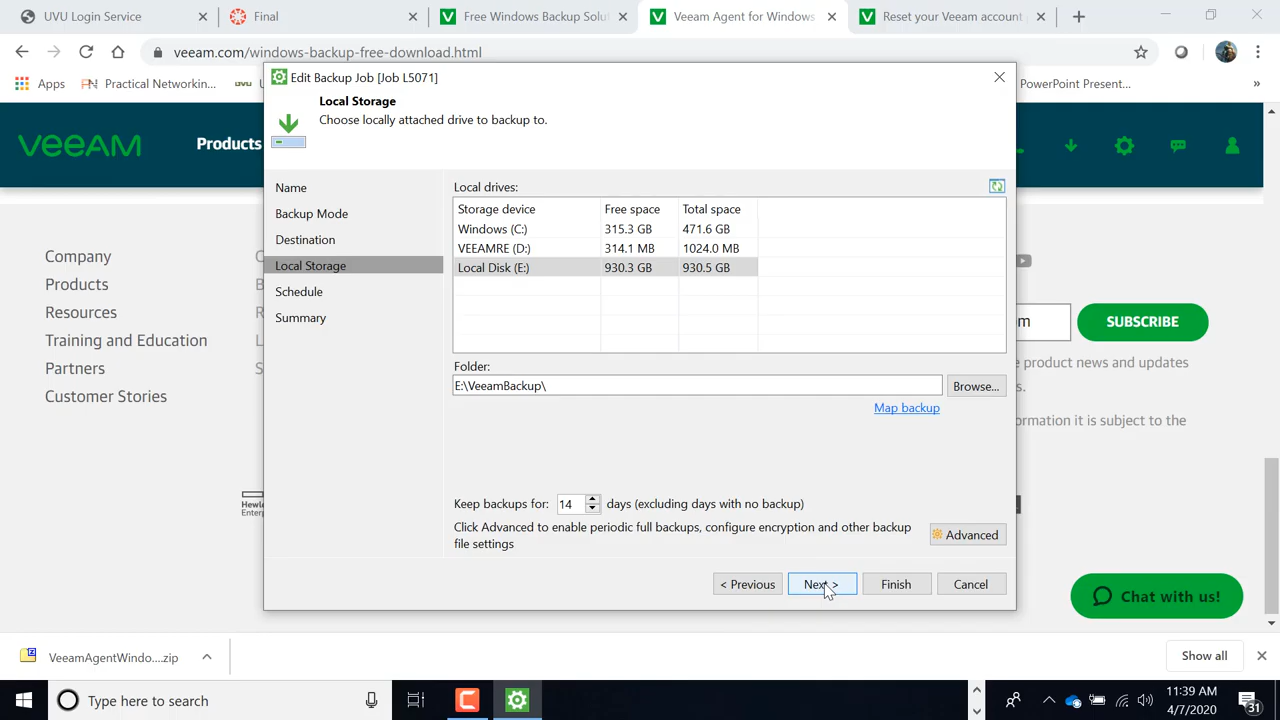 UVU Login Service
Final
Free Windows Backup Solu
Veeam Agent for Windows
Reset your Veeam account
veeam.com/windows-backup-free-download.html
Apps
Practical Networkin...
UVU
PowerPoint Present...
»
Edit Backup Job [Job L5071]
Local Storage
Choose locally attached drive to backup to.
VEEAM
Products
Name
Backup Mode
Destination
Local Storage
Schedule
Summary
Local drives:
Storage device Free space Total space
Windows (C:) 315.3 GB 471.6 GB
VEEAMRE (D:) 314.1 MB 1024.0 MB
Local Disk (E:) 930.3 GB 930.5 GB
Folder:
E:\VeeamBackup\
Browse...
Map backup
Keep backups for: 14 days (excluding days with no backup)
Click Advanced to enable periodic full backups, configure encryption and other backup
file settings
Advanced
< Previous
Next >
Finish
Cancel
Company
Products
Resources
Training and Education
Partners
Customer Stories
m
SUBSCRIBE
e product news and updates
s.
ormation it is subject to the
Hewle
Enterp
Chat with us!
VeeamAgentWindo....zip
Show all
Type here to search
11:39 AM
4/7/2020
31